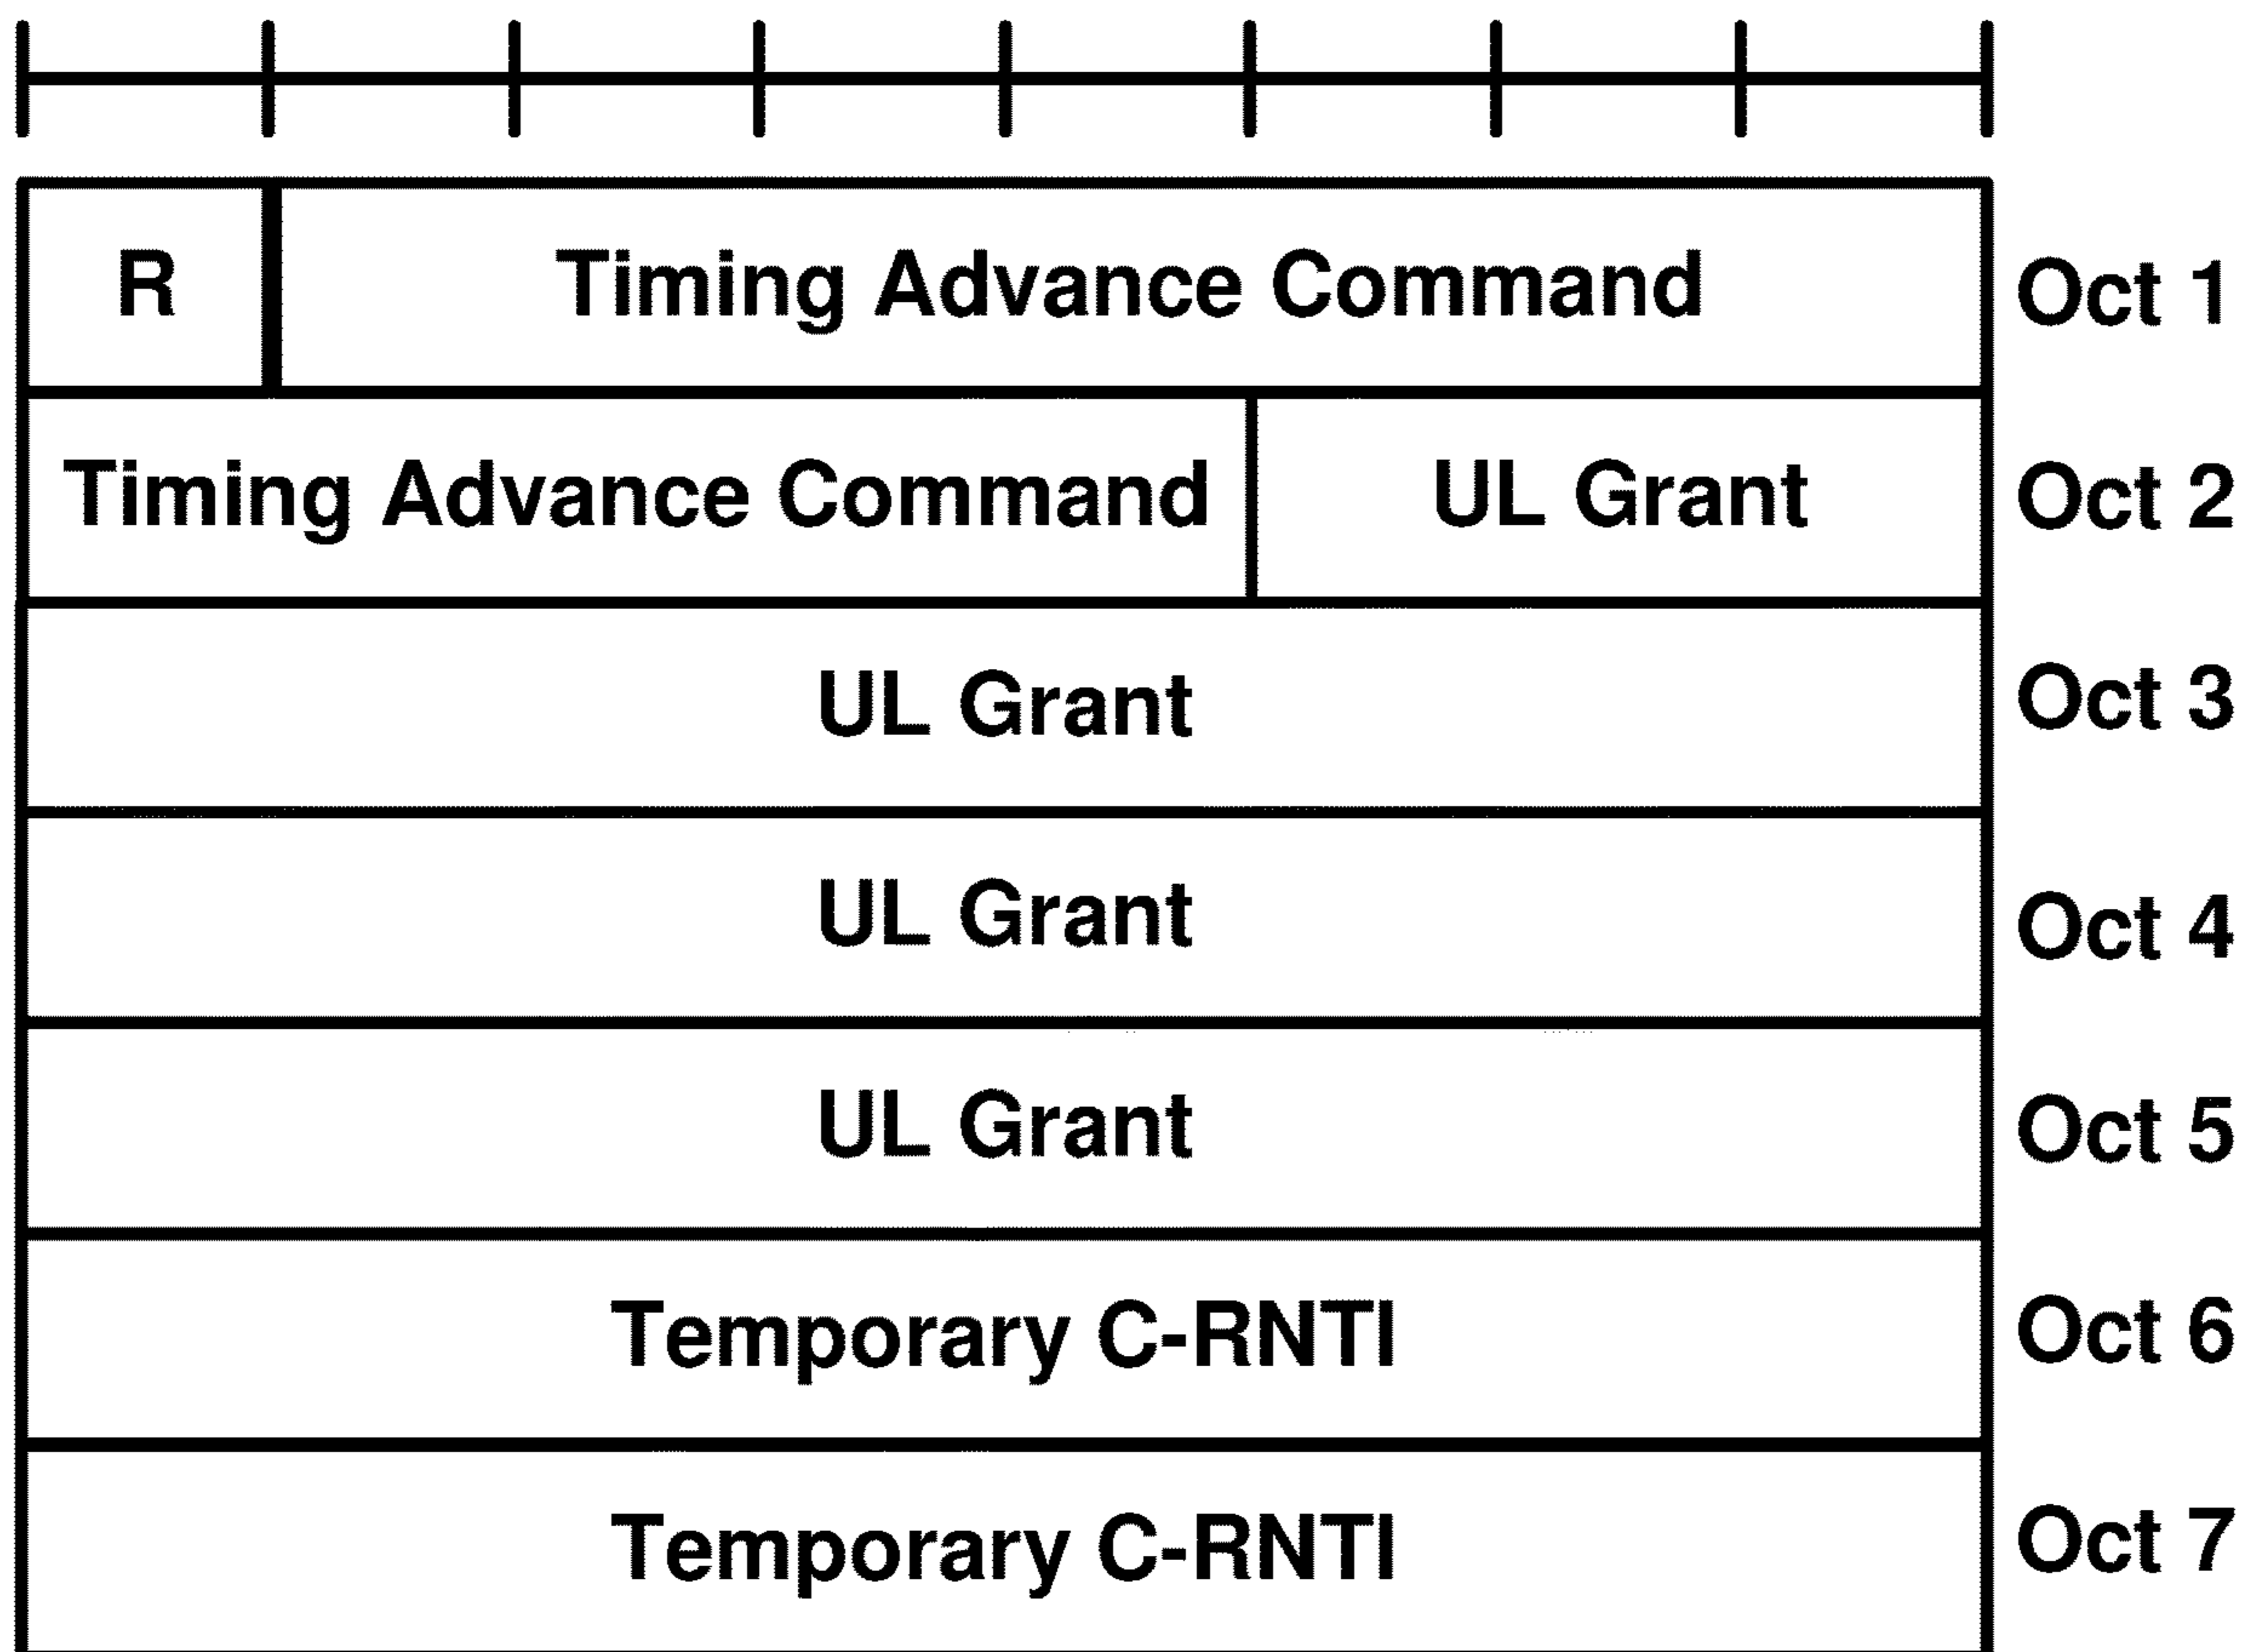 R Timing Advance Command Oct 1
Timing Advance Command UL Grant Oct 2
UL Grant Oct 3
UL Grant Oct 4
UL Grant Oct 5
Temporary C-RNTI Oct 6
Temporary C-RNTI Oct 7